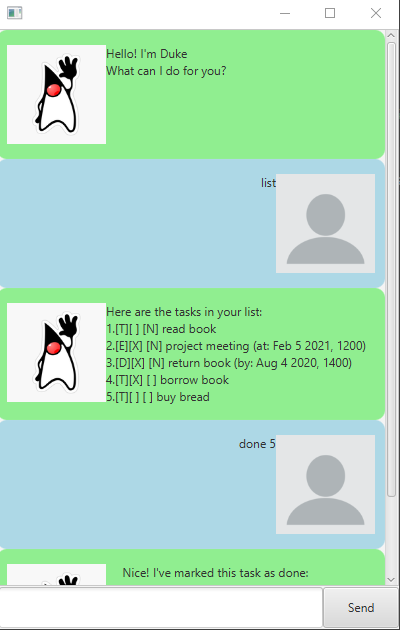 Hello! I'm Duke
What can I do for you?
list
Here are the tasks in your list:
1.[T][ ] [N] read book
2.[E][X] [N] project meeting (at: Feb 5 2021, 1200)
3.[D][X] [N] return book (by: Aug 4 2020, 1400)
4.[T][X] [ ] borrow book
5.[T][ ] [ ] buy bread
done 5
Nice! I've marked this task as done:
Send